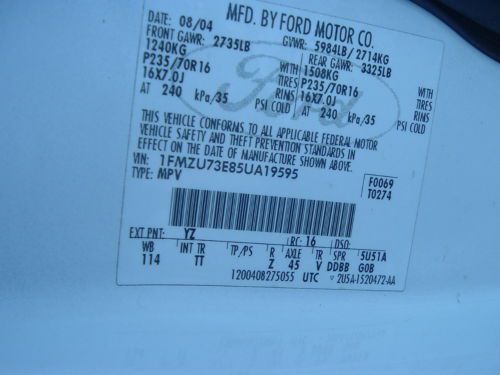 MFD. BY FORD MOTOR CO.
DATE: 08/04 GVWR: 5984LB/2714KG
FRONT GAWR: 2735LB REAR GAWR: 3325LB
1240KG WITH 1508KG WITH
P235/70R16 TIRES P235/70R16 TIRES
16X7.0J RIMS 16X7.0J RIMS
AT 240 kPa/35 PSI COLD AT 240 kPa/35 PSI COLD
Ford
THIS VEHICLE CONFORMS TO ALL APPLICABLE FEDERAL MOTOR
VEHICLE SAFETY AND THEFT PREVENTION STANDARDS IN
EFFECT ON THE DATE OF MANUFACTURE SHOWN ABOVE.
VIN: 1FMZU73E85UA19595
TYPE: MPV
F0069
T0274
EXT PNT: YZ RC: 16 DSO:
WB INT TR TP/PS R AXLE TR SPR 5U51A
114 TT Z 45 V DDBB GOB
1200408275055 UTC 2U5A-1520472-AA